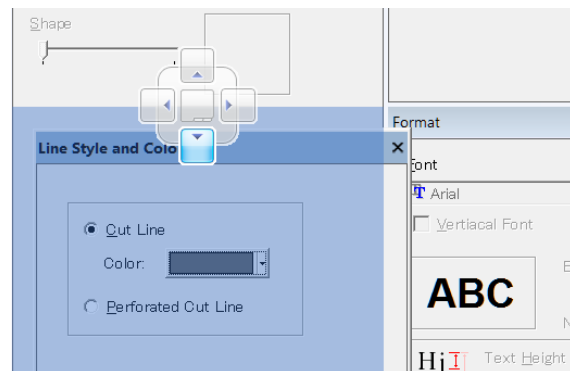 Shape
Format
Line Style and Colo
Font
T Arial
Vertiacal Font
Cut Line
Color:
ABC
Perforated Cut Line
Hj
Text Height